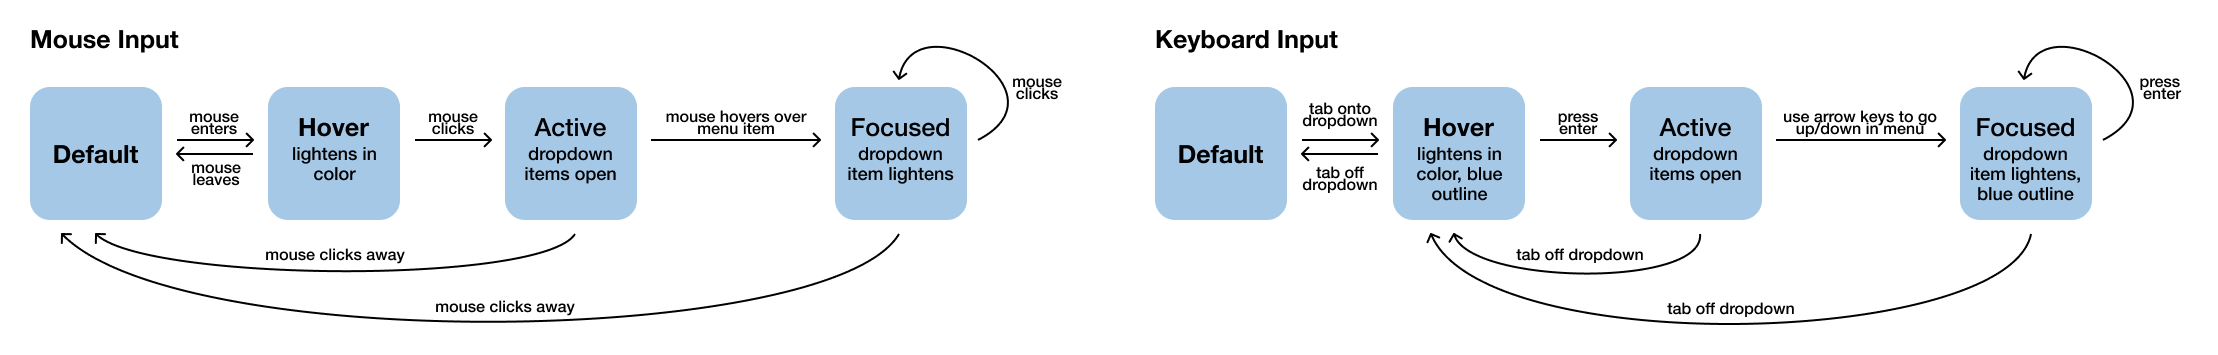 Mouse Input
Default
mouse
enters
mouse
leaves
Hover
lightens in
color
mouse
clicks
Active
dropdown
items open
mouse hovers over
menu item
Focused
dropdown
item lightens
mouse
clicks
mouse clicks away
mouse clicks away
Keyboard Input
Default
tab onto
dropdown
tab off
dropdown
Hover
lightens in
color, blue
outline
press
enter
Active
dropdown
items open
use arrow keys to go
up/down in menu
Focused
dropdown
item lightens,
blue outline
press
enter
tab off dropdown
tab off dropdown